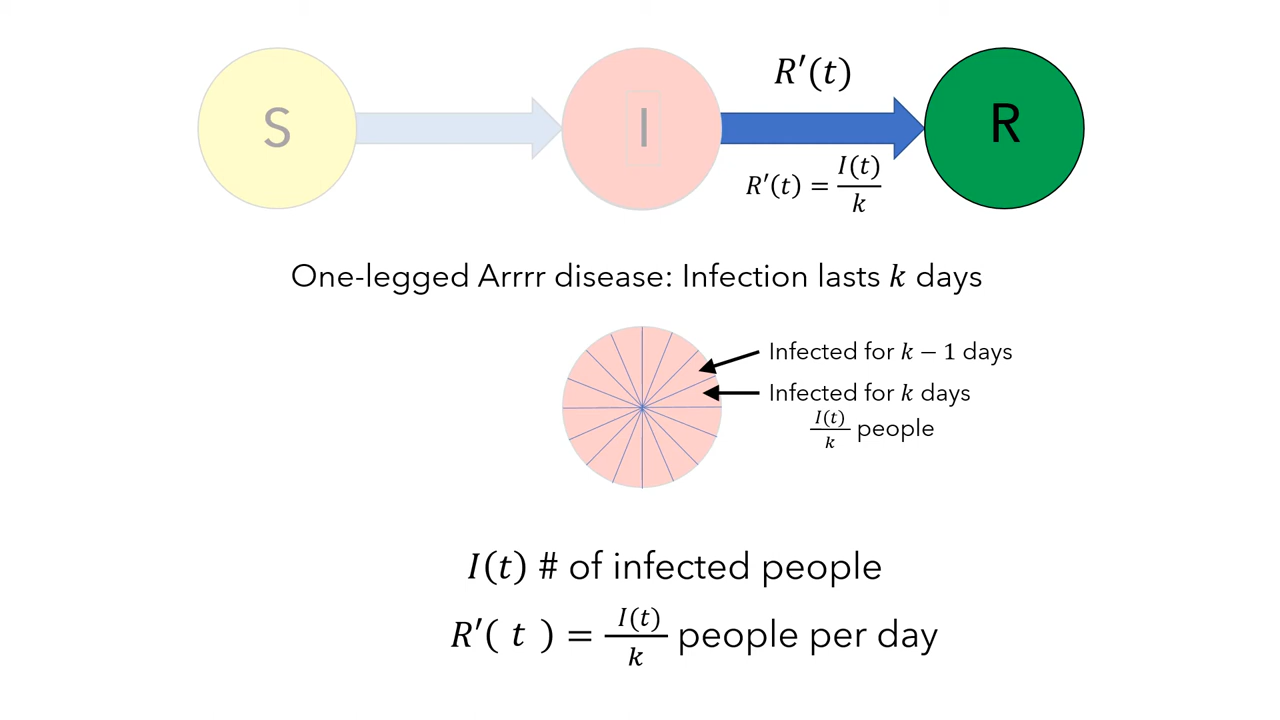 R′(t)
S
I
R
R′(t) = I(t)/k
One-legged Arrrr disease: Infection lasts k days
Infected for k − 1 days
Infected for k days
I(t)/k people
I(t) # of infected people
R′( t ) = I(t)/k people per day